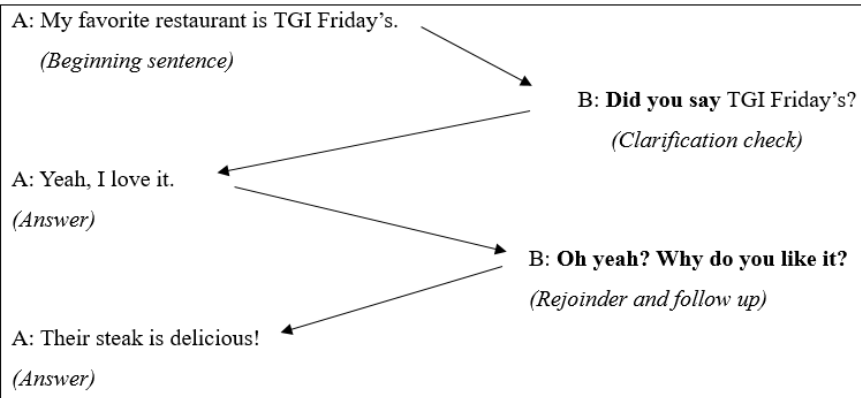 A: My favorite restaurant is TGI Friday’s.
(Beginning sentence)
B: Did you say TGI Friday’s?
(Clarification check)
A: Yeah, I love it.
(Answer)
B: Oh yeah? Why do you like it?
(Rejoinder and follow up)
A: Their steak is delicious!
(Answer)